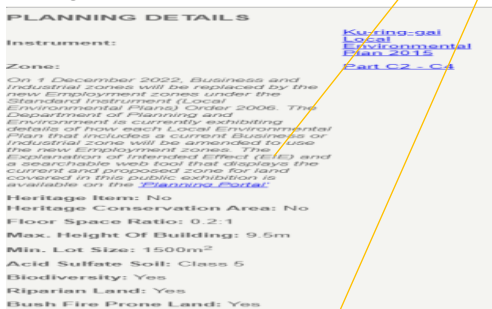 PLANNING DETAILS
Instrument:
Ku-ring-gai
Local
Environmental
Plan 2015
Zone:
Part C2 - C4
On 1 December 2022, Business and
Industrial zones will be replaced by the
new Employment zones under the
Standard Instrument (Local
Environmental Plans) Order 2006. The
Department of Planning and
Environment is currently exhibiting
details of how each Local Environmental
Plan that includes a current Business or
Industrial zone will be amended to use
the new Employment zones. The
Explanation of Intended Effect (EIE) and
a searchable web tool that displays the
current and proposed zone for land
covered in this public exhibition is
available on the 'Planning Portal'
Heritage Item: No
Heritage Conservation Area: No
Floor Space Ratio: 0.2:1
Max. Height Of Building: 9.5m
Min. Lot Size: 1500m²
Acid Sulfate Soil: Class 5
Biodiversity: Yes
Riparian Land: Yes
Bush Fire Prone Land: Yes